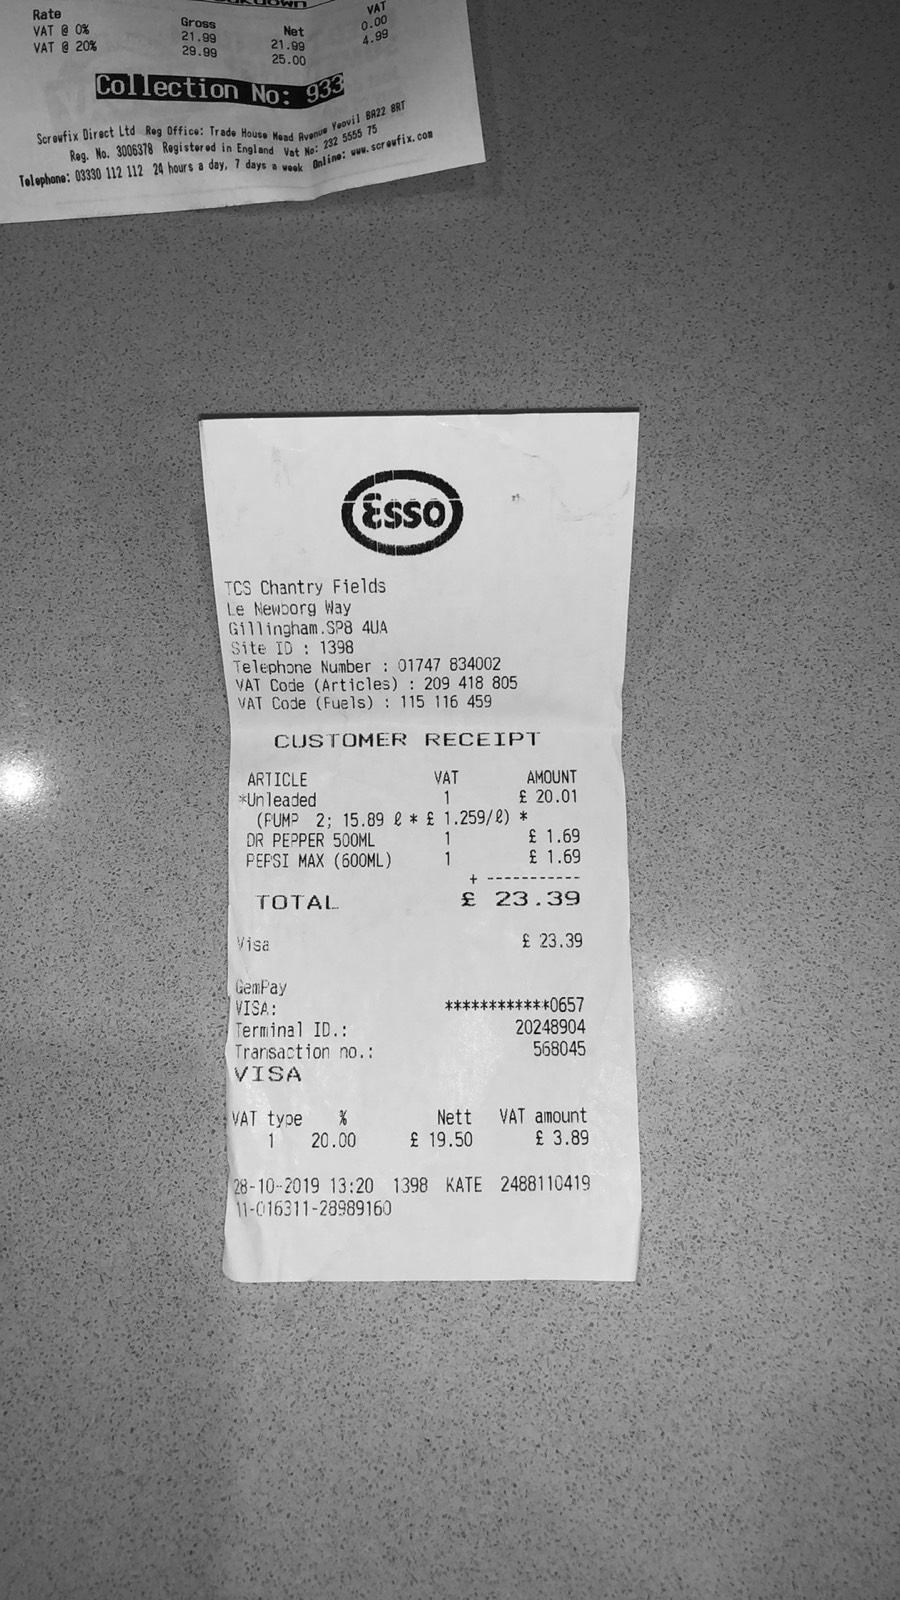 Rate Gross Net VAT
VAT @ 0% 21.99 21.99 0.00
VAT @ 20% 29.99 25.00 4.99
Collection No: 933
Screwfix Direct Ltd Reg Office: Trade House Mead Avenue Yeovil BA22 8RT
Reg. No. 3006378 Registered in England Vat No: 232 5555 75
Telephone: 03330 112 112 24 hours a day, 7 days a week Online: www.screwfix.com
Esso
TCS Chantry Fields
Le Newborg Way
Gillingham.SP8 4UA
Site ID : 1398
Telephone Number : 01747 834002
VAT Code (Articles) : 209 418 805
VAT Code (Fuels) : 115 116 459
CUSTOMER RECEIPT
ARTICLE VAT AMOUNT
*Unleaded 1 £ 20.01
(PUMP 2; 15.89 ℓ * £ 1.259/ℓ) *
DR PEPPER 500ML 1 £ 1.69
PEPSI MAX (600ML) 1 £ 1.69
+ -----------
TOTAL £ 23.39
Visa £ 23.39
GemPay
VISA: ************0657
Terminal ID.: 20248904
Transaction no.: 568045
VISA
VAT type % Nett VAT amount
1 20.00 £ 19.50 £ 3.89
28-10-2019 13:20 1398 KATE 2488110419
11-016311-28989160